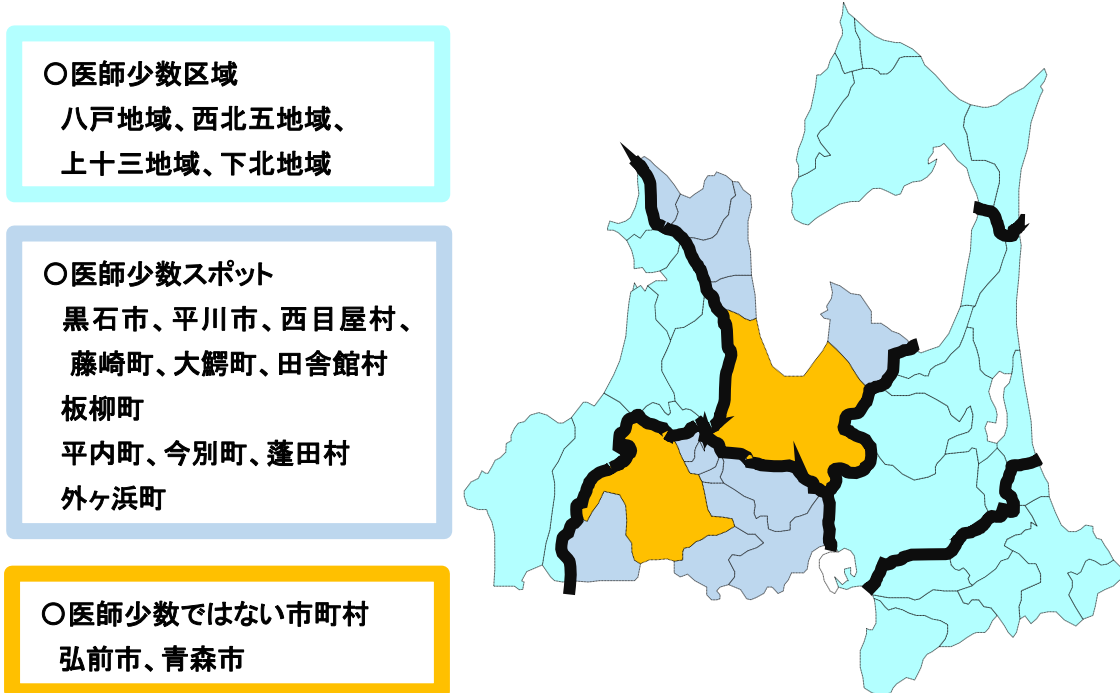 〇医師少数区域
八戸地域、西北五地域、
上十三地域、下北地域
〇医師少数スポット
黒石市、平川市、西目屋村、
藤崎町、大鰐町、田舎館村
板柳町
平内町、今別町、蓬田村
外ヶ浜町
〇医師少数ではない市町村
弘前市、青森市